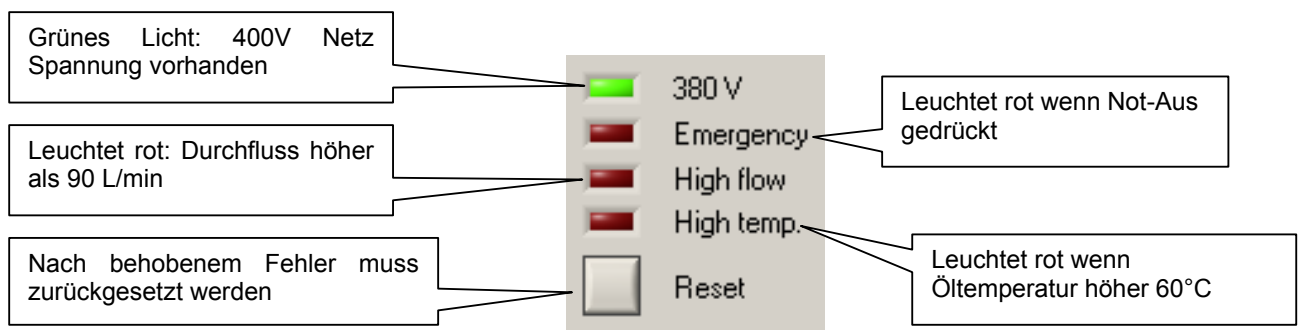 Grünes Licht: 400V Netz
Spannung vorhanden
Leuchtet rot: Durchfluss höher
als 90 L/min
Nach behobenem Fehler muss
zurückgesetzt werden
380 V
Emergency
High flow
High temp.
Reset
Leuchtet rot wenn Not-Aus
gedrückt
Leuchtet rot wenn
Öltemperatur höher 60°C